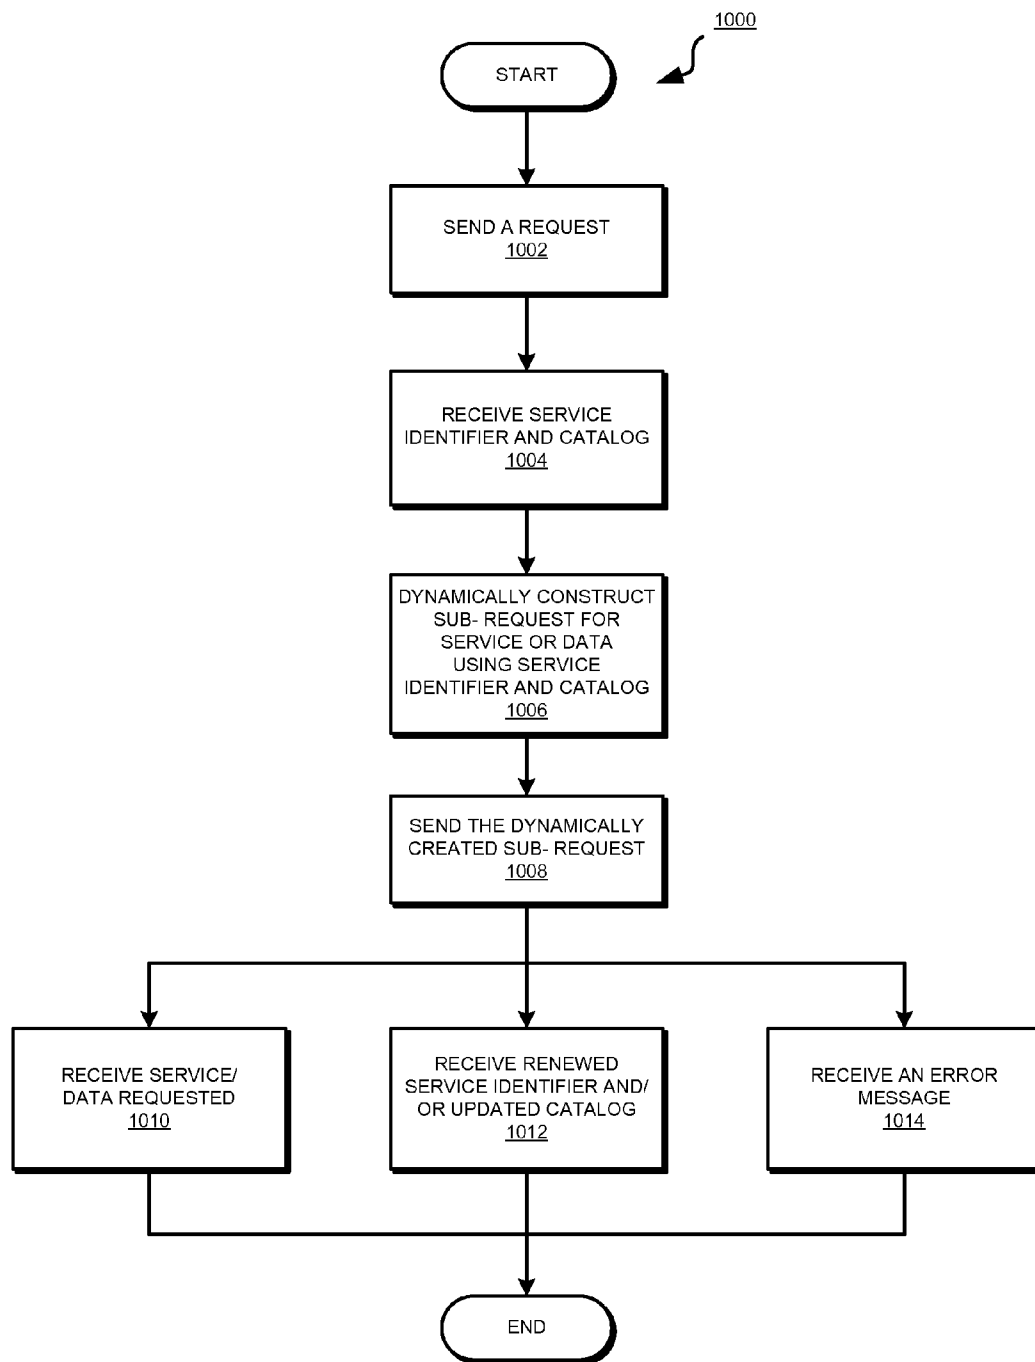 1000
START
SEND A REQUEST
1002
RECEIVE SERVICE
IDENTIFIER AND CATALOG
1004
DYNAMICALLY CONSTRUCT
SUB- REQUEST FOR
SERVICE OR DATA
USING SERVICE
IDENTIFIER AND CATALOG
1006
SEND THE DYNAMICALLY
CREATED SUB- REQUEST
1008
RECEIVE SERVICE/
DATA REQUESTED
1010
RECEIVE RENEWED
SERVICE IDENTIFIER AND/
OR UPDATED CATALOG
1012
RECEIVE AN ERROR
MESSAGE
1014
END